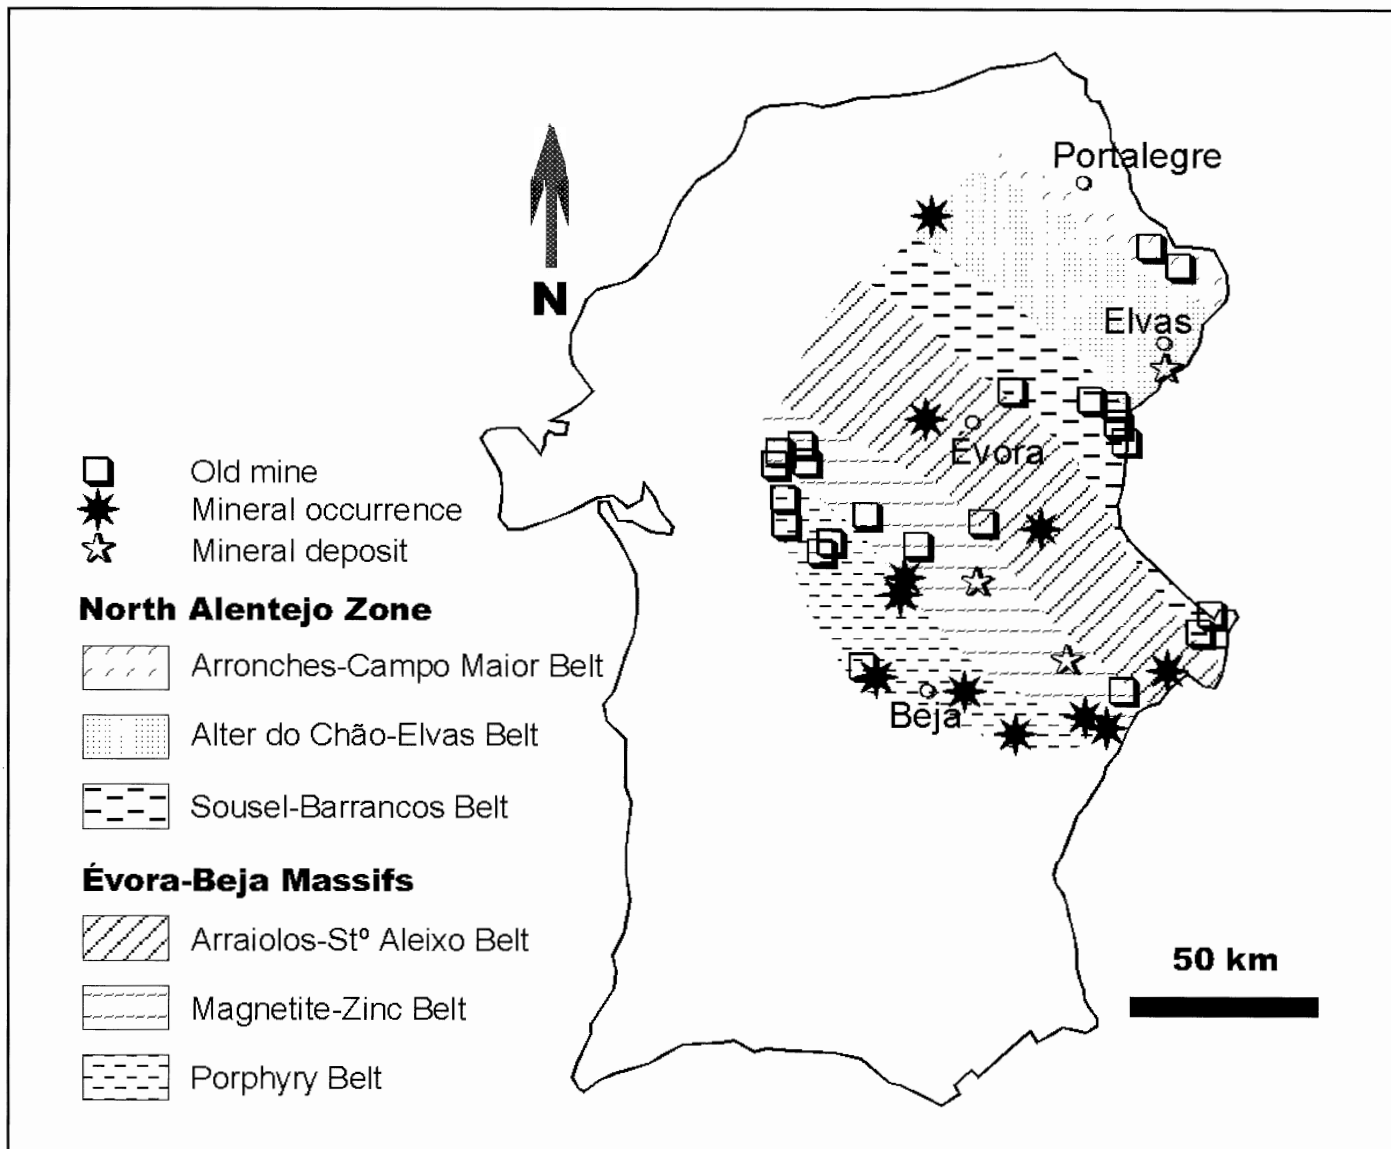 Portalegre
Elvas
N
Évora
Beja
Old mine
Mineral occurrence
Mineral deposit
North Alentejo Zone
Arronches-Campo Maior Belt
Alter do Chão-Elvas Belt
Sousel-Barrancos Belt
Évora-Beja Massifs
Arraiolos-Stº Aleixo Belt
Magnetite-Zinc Belt
Porphyry Belt
50 km